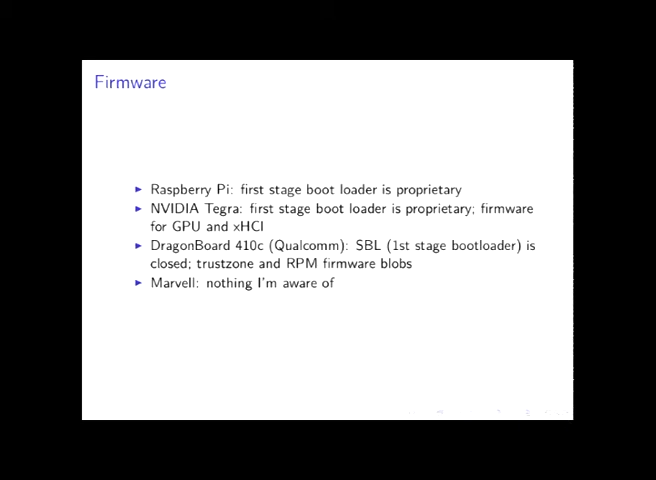 Firmware
Raspberry Pi: first stage boot loader is proprietary
NVIDIA Tegra: first stage boot loader is proprietary; firmware
for GPU and xHCI
DragonBoard 410c (Qualcomm): SBL (1st stage bootloader) is
closed; trustzone and RPM firmware blobs
Marvell: nothing I'm aware of